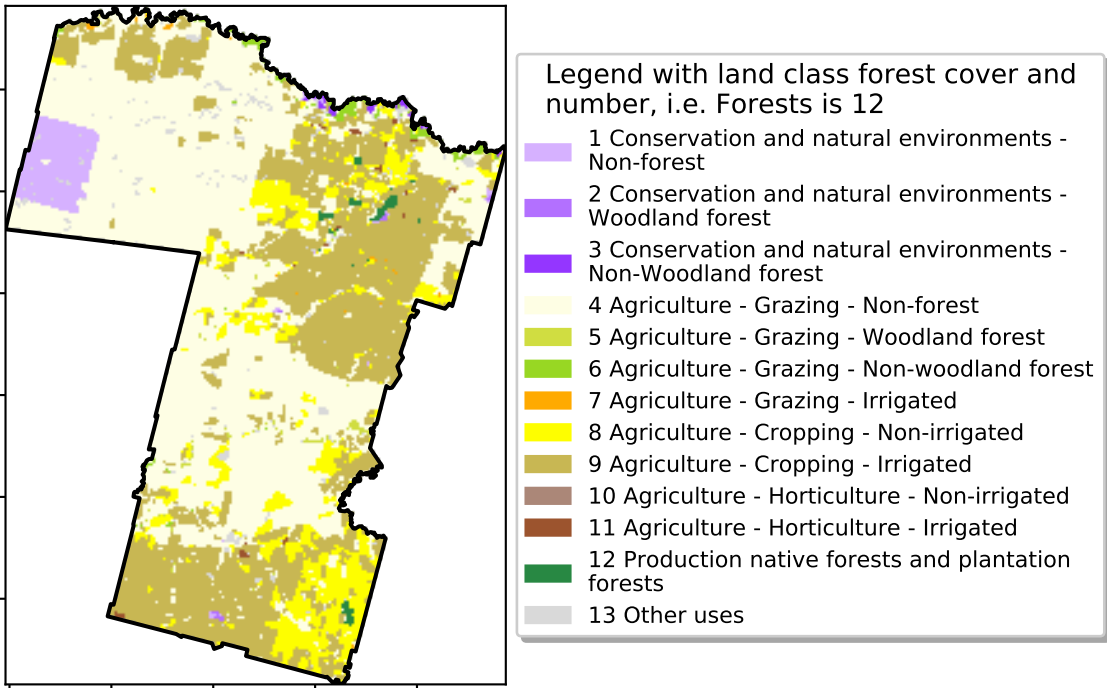 Legend with land class forest cover and
number, i.e. Forests is 12
1 Conservation and natural environments -
Non-forest
2 Conservation and natural environments -
Woodland forest
3 Conservation and natural environments -
Non-Woodland forest
4 Agriculture - Grazing - Non-forest
5 Agriculture - Grazing - Woodland forest
6 Agriculture - Grazing - Non-woodland forest
7 Agriculture - Grazing - Irrigated
8 Agriculture - Cropping - Non-irrigated
9 Agriculture - Cropping - Irrigated
10 Agriculture - Horticulture - Non-irrigated
11 Agriculture - Horticulture - Irrigated
12 Production native forests and plantation
forests
13 Other uses